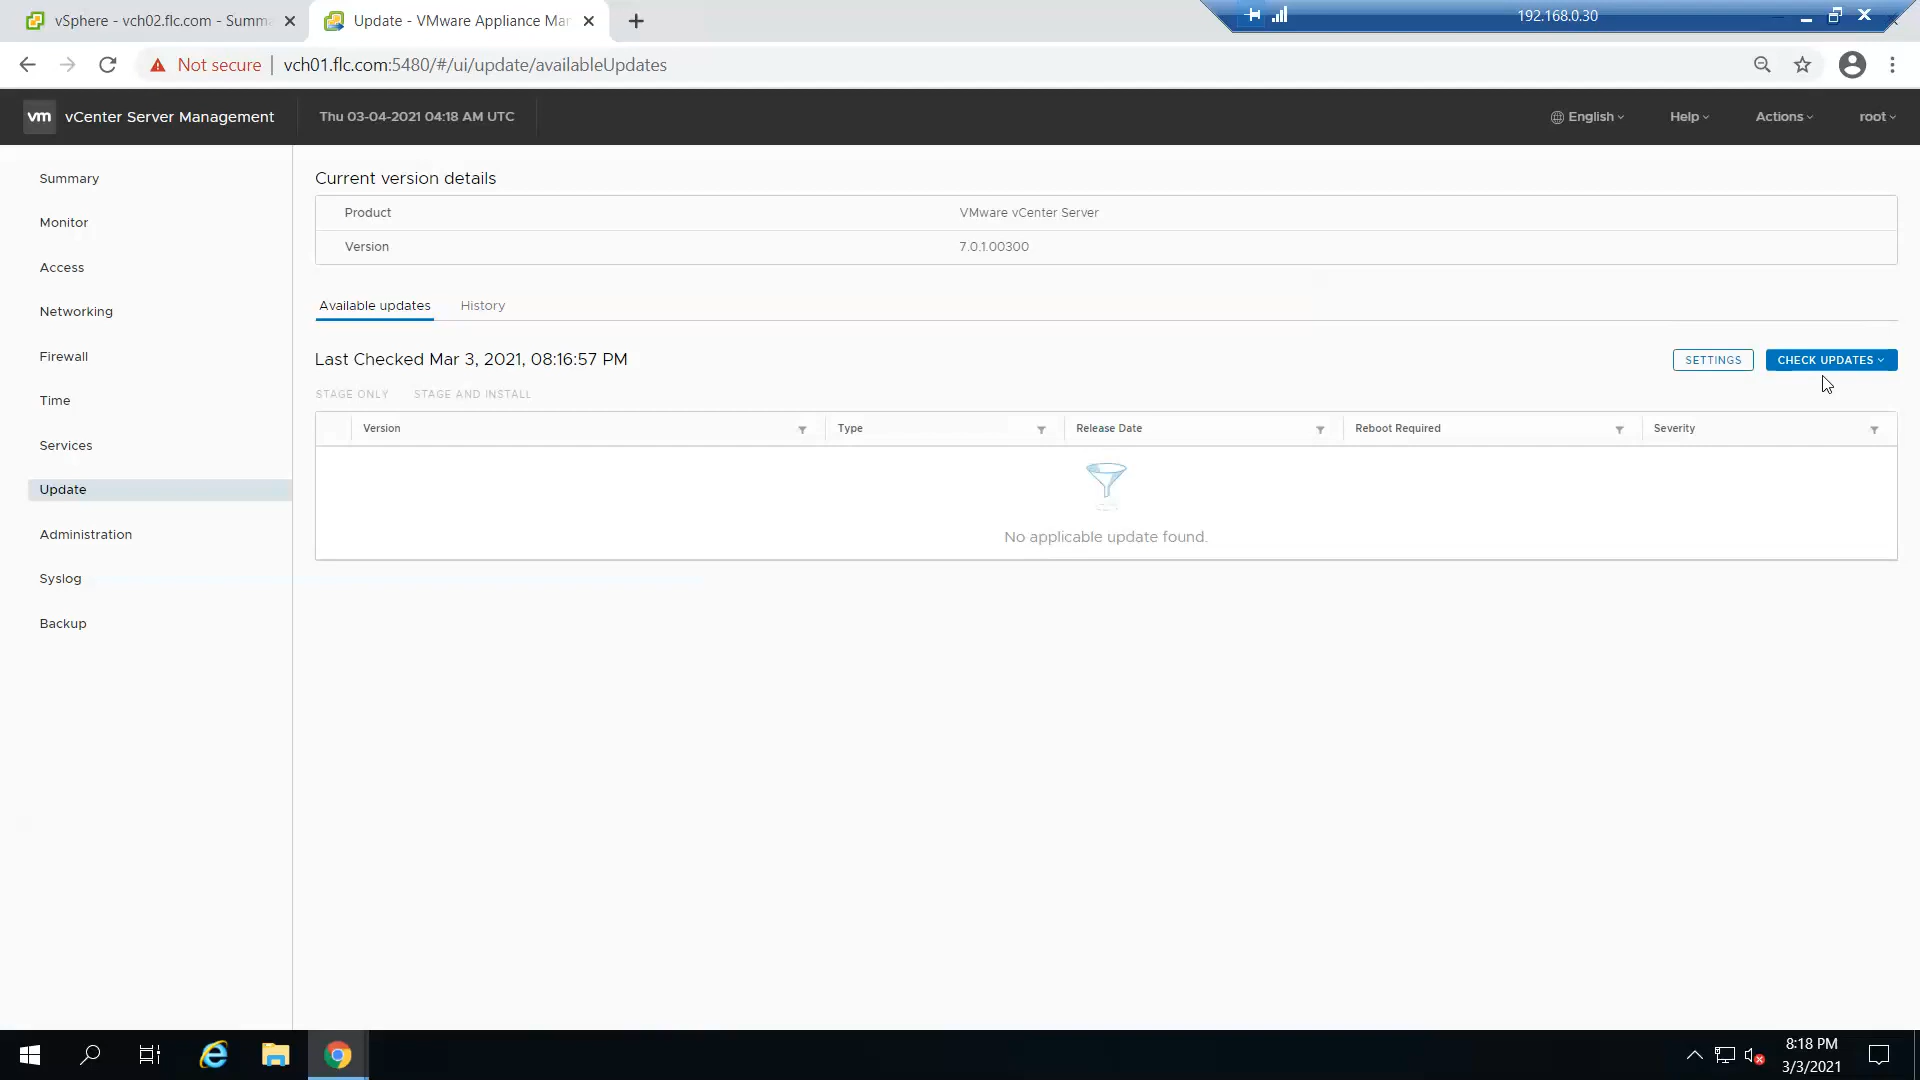 vSphere - vch02.flc.com - Summa
Update - VMware Appliance Man
192.168.0.30
Not secure | vch01.flc.com:5480/#/ui/update/availableUpdates
vm vCenter Server Management
Thu 03-04-2021 04:18 AM UTC
English
Help
Actions
root
Summary
Monitor
Access
Networking
Firewall
Time
Services
Update
Administration
Syslog
Backup
Current version details
Product VMware vCenter Server
Version 7.0.1.00300
Available updates History
Last Checked Mar 3, 2021, 08:16:57 PM
SETTINGS CHECK UPDATES
STAGE ONLY STAGE AND INSTALL
Version Type Release Date Reboot Required Severity
No applicable update found.
8:18 PM
3/3/2021